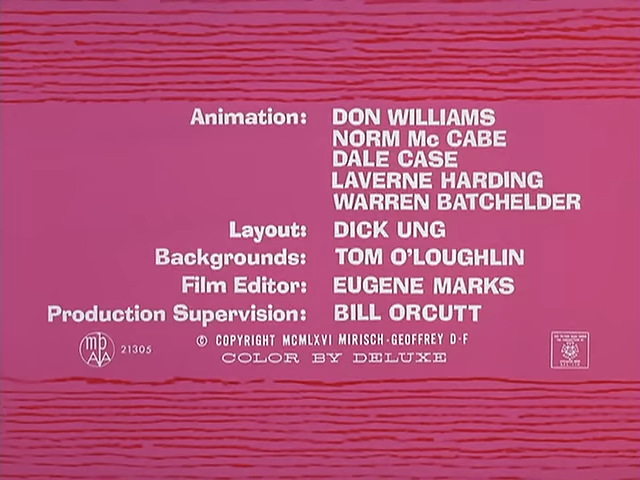 Animation: DON WILLIAMS
NORM Mc CABE
DALE CASE
LAVERNE HARDING
WARREN BATCHELDER
Layout: DICK UNG
Backgrounds: TOM O'LOUGHLIN
Film Editor: EUGENE MARKS
Production Supervision: BILL ORCUTT
© COPYRIGHT MCMLXVI MIRISCH-GEOFFREY D-F
COLOR BY DELUXE
21305